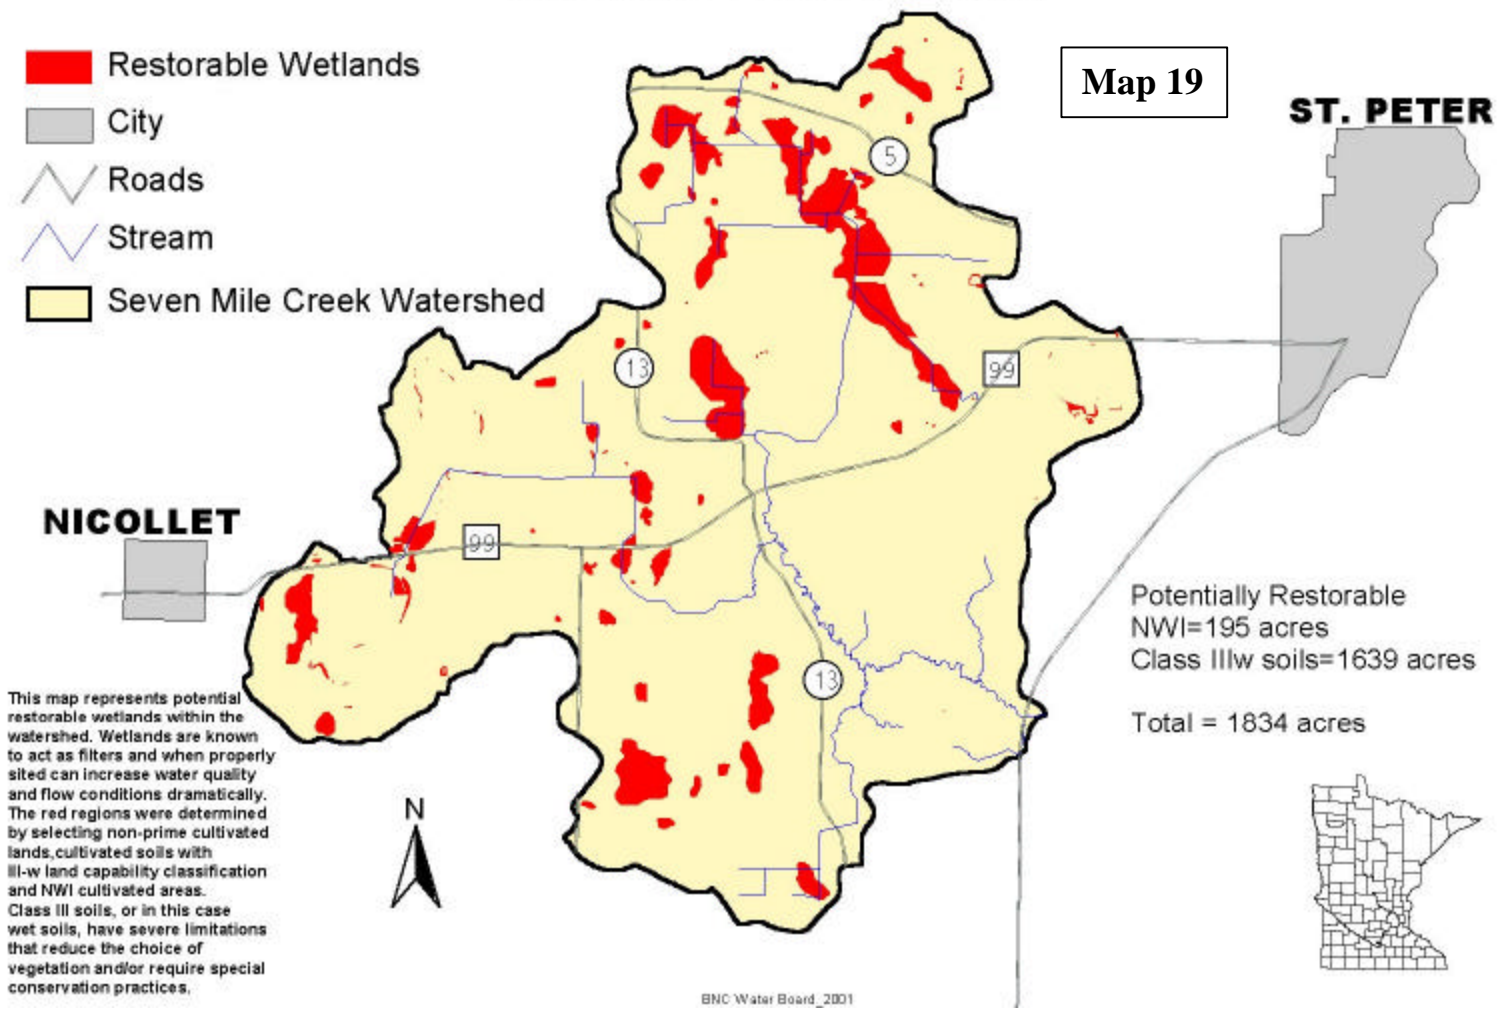 Restorable Wetlands
City
Roads
Stream
Seven Mile Creek Watershed
Map 19
ST. PETER
5
13
99
NICOLLET
99
13
Potentially Restorable
NWI=195 acres
Class IIIw soils=1639 acres
Total = 1834 acres
This map represents potential
restorable wetlands within the
watershed. Wetlands are known
to act as filters and when properly
sited can increase water quality
and flow conditions dramatically.
The red regions were determined
by selecting non-prime cultivated
lands,cultivated soils with
III-w land capability classification
and NWI cultivated areas.
Class III soils, or in this case
wet soils, have severe limitations
that reduce the choice of
vegetation and/or require special
conservation practices.
N
BNC Water Board_2001